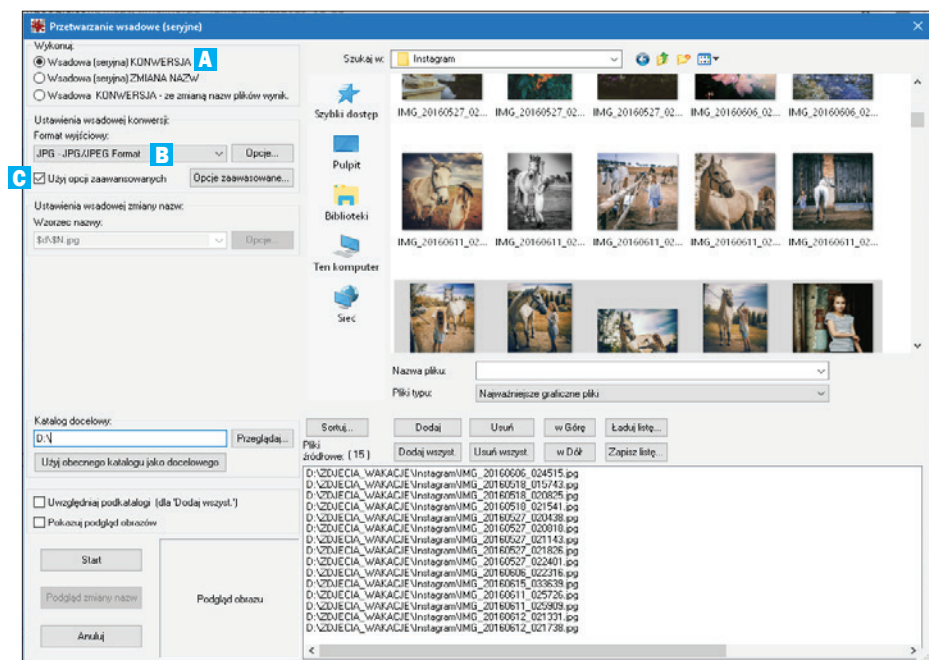 Przetwarzanie wsadowe (seryjne)
Wykonuj:
Wsadowa (seryjna) KONWERSJA
A
Wsadowa (seryjna) ZMIANA NAZW
Wsadowa KONWERSJA - ze zmianą nazw plików wynik.
Ustawienia wsadowej konwersji:
Format wyjściowy:
JPG - JPG/JPEG Format
B
Opcje...
C
Użyj opcji zaawansowanych
Opcje zaawasowane...
Ustawienia wsadowej zmiany nazw:
Wzorzec nazwy:
$d\$N.jpg
Opcje...
Szukaj w:
Instagram
Szybki dostęp
Pulpit
Biblioteki
Ten komputer
Sieć
IMG_20160527_02... IMG_20160527_02... IMG_20160527_02... IMG_20160606_02... IMG_20160606_02...
IMG_20160611_02... IMG_20160611_02... IMG_20160611_02... IMG_20160611_02... IMG_20160611_02...
Nazwa pliku:
Pliki typu:
Najważniejsze graficzne pliki
Katalog docelowy:
D:\
Przeglądaj...
Użyj obecnego katalogu jako docelowego
Uwzględniaj podkatalogi (dla 'Dodaj wszyst.')
Pokazuj podgląd obrazów
Start
Podgląd zmiany nazw
Anuluj
Podgląd obrazu
Sortuj...
Dodaj
Usuń
w Górę
Ładuj listę...
Pliki
źródłowe: ( 15 )
Dodaj wszyst.
Usuń wszyst.
w Dół
Zapisz listę...
D:\ZDJECIA_WAKACJE\Instagram\IMG_20160606_024515.jpg
D:\ZDJECIA_WAKACJE\Instagram\IMG_20160518_015743.jpg
D:\ZDJECIA_WAKACJE\Instagram\IMG_20160518_020825.jpg
D:\ZDJECIA_WAKACJE\Instagram\IMG_20160518_021541.jpg
D:\ZDJECIA_WAKACJE\Instagram\IMG_20160527_020438.jpg
D:\ZDJECIA_WAKACJE\Instagram\IMG_20160527_020818.jpg
D:\ZDJECIA_WAKACJE\Instagram\IMG_20160527_021143.jpg
D:\ZDJECIA_WAKACJE\Instagram\IMG_20160527_021826.jpg
D:\ZDJECIA_WAKACJE\Instagram\IMG_20160527_022401.jpg
D:\ZDJECIA_WAKACJE\Instagram\IMG_20160606_022316.jpg
D:\ZDJECIA_WAKACJE\Instagram\IMG_20160615_033639.jpg
D:\ZDJECIA_WAKACJE\Instagram\IMG_20160611_025726.jpg
D:\ZDJECIA_WAKACJE\Instagram\IMG_20160611_025909.jpg
D:\ZDJECIA_WAKACJE\Instagram\IMG_20160612_021331.jpg
D:\ZDJECIA_WAKACJE\Instagram\IMG_20160612_021738.jpg